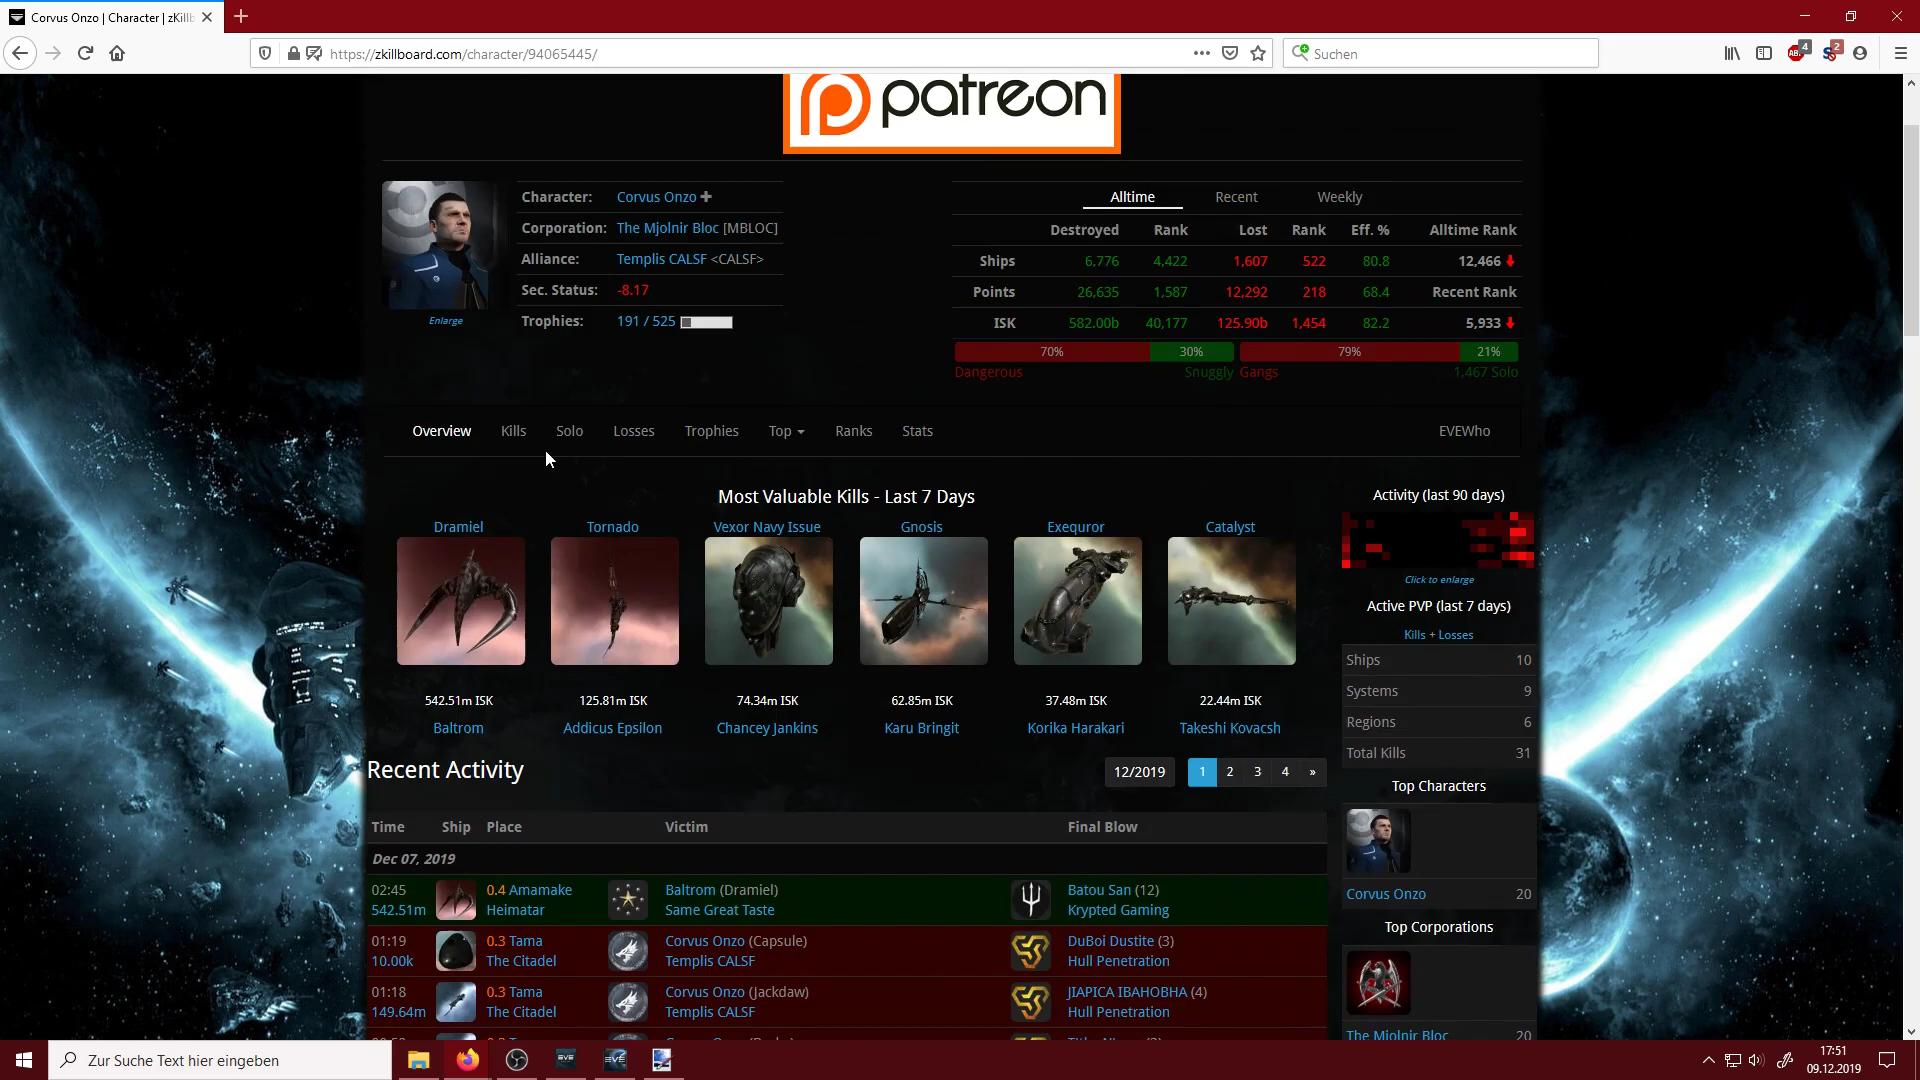 Corvus Onzo | Character | zKillb
https://zkillboard.com/character/94065445/
Suchen
4
2
patreon
Character: Corvus Onzo
Corporation: The Mjolnir Bloc [MBLOC]
Alliance: Templis CALSF <CALSF>
Sec. Status: -8.17
Trophies: 191 / 525
Enlarge
Alltime Recent Weekly
Destroyed Rank Lost Rank Eff. % Alltime Rank
Ships 6,776 4,422 1,607 522 80.8 12,466
Points 26,635 1,587 12,292 218 68.4 Recent Rank
ISK 582.00b 40,177 125.90b 1,454 82.2 5,933
70% 30% 79% 21%
Dangerous Snuggly Gangs 1,467 Solo
Overview Kills Solo Losses Trophies Top Ranks Stats EVEWho
Most Valuable Kills - Last 7 Days
Dramiel Tornado Vexor Navy Issue Gnosis Exequror Catalyst
542.51m ISK 125.81m ISK 74.34m ISK 62.85m ISK 37.48m ISK 22.44m ISK
Baltrom Addicus Epsilon Chancey Jankins Karu Bringit Korika Harakari Takeshi Kovacsh
Activity (last 90 days)
Click to enlarge
Active PVP (last 7 days)
Kills + Losses
Ships 10
Systems 9
Regions 6
Total Kills 31
Top Characters
Corvus Onzo 20
Top Corporations
The Mjolnir Bloc 20
Recent Activity
12/2019 1 2 3 4 »
Time Ship Place Victim Final Blow
Dec 07, 2019
02:45 0.4 Amamake Baltrom (Dramiel) Batou San (12)
542.51m Heimatar Same Great Taste Krypted Gaming
01:19 0.3 Tama Corvus Onzo (Capsule) DuBoi Dustite (3)
10.00k The Citadel Templis CALSF Hull Penetration
01:18 0.3 Tama Corvus Onzo (Jackdaw) JIAPICA IBAHOBHA (4)
149.64m The Citadel Templis CALSF Hull Penetration
Zur Suche Text hier eingeben
17:51
09.12.2019